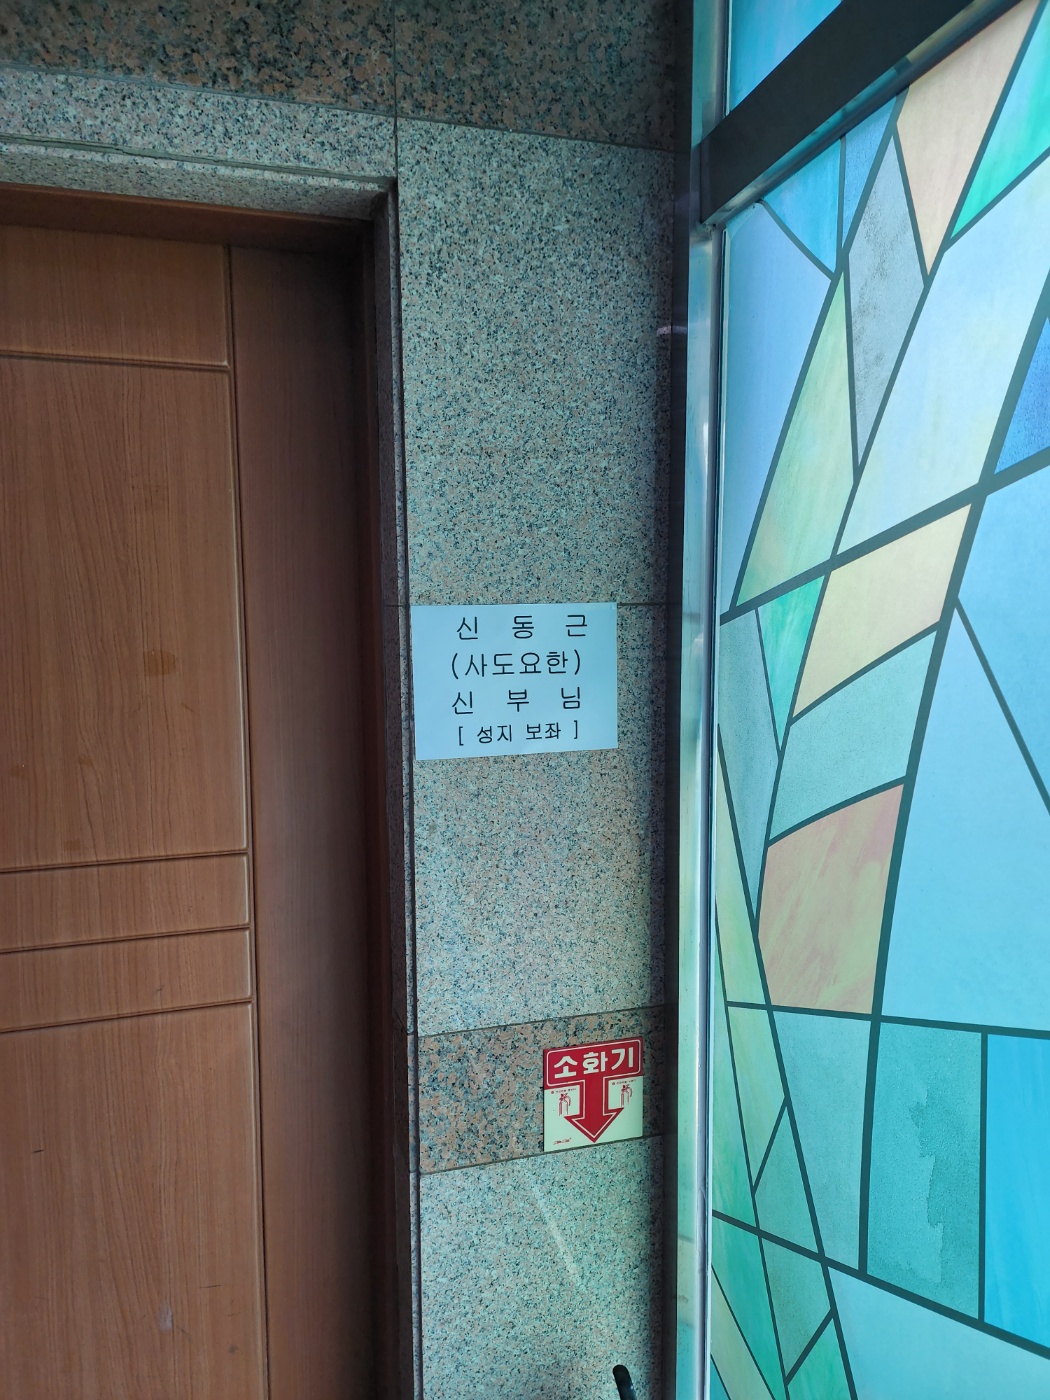 신 동 근
(사도요한)
신 부 님
[ 성지 보좌 ]
소화기